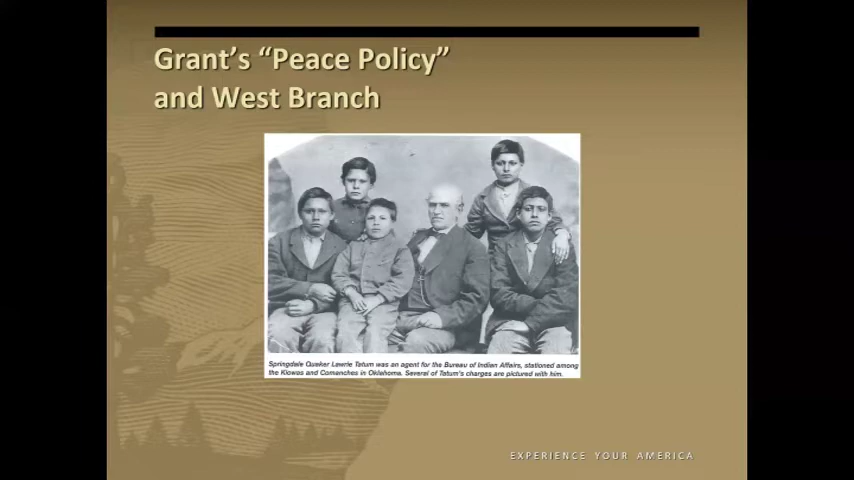 Grant's “Peace Policy”
and West Branch
Springdale Quaker Lawrie Tatum was an agent for the Bureau of Indian Affairs, stationed among
the Kiowas and Comanches in Oklahoma. Several of Tatum's charges are pictured with him.
EXPERIENCE YOUR AMERICA